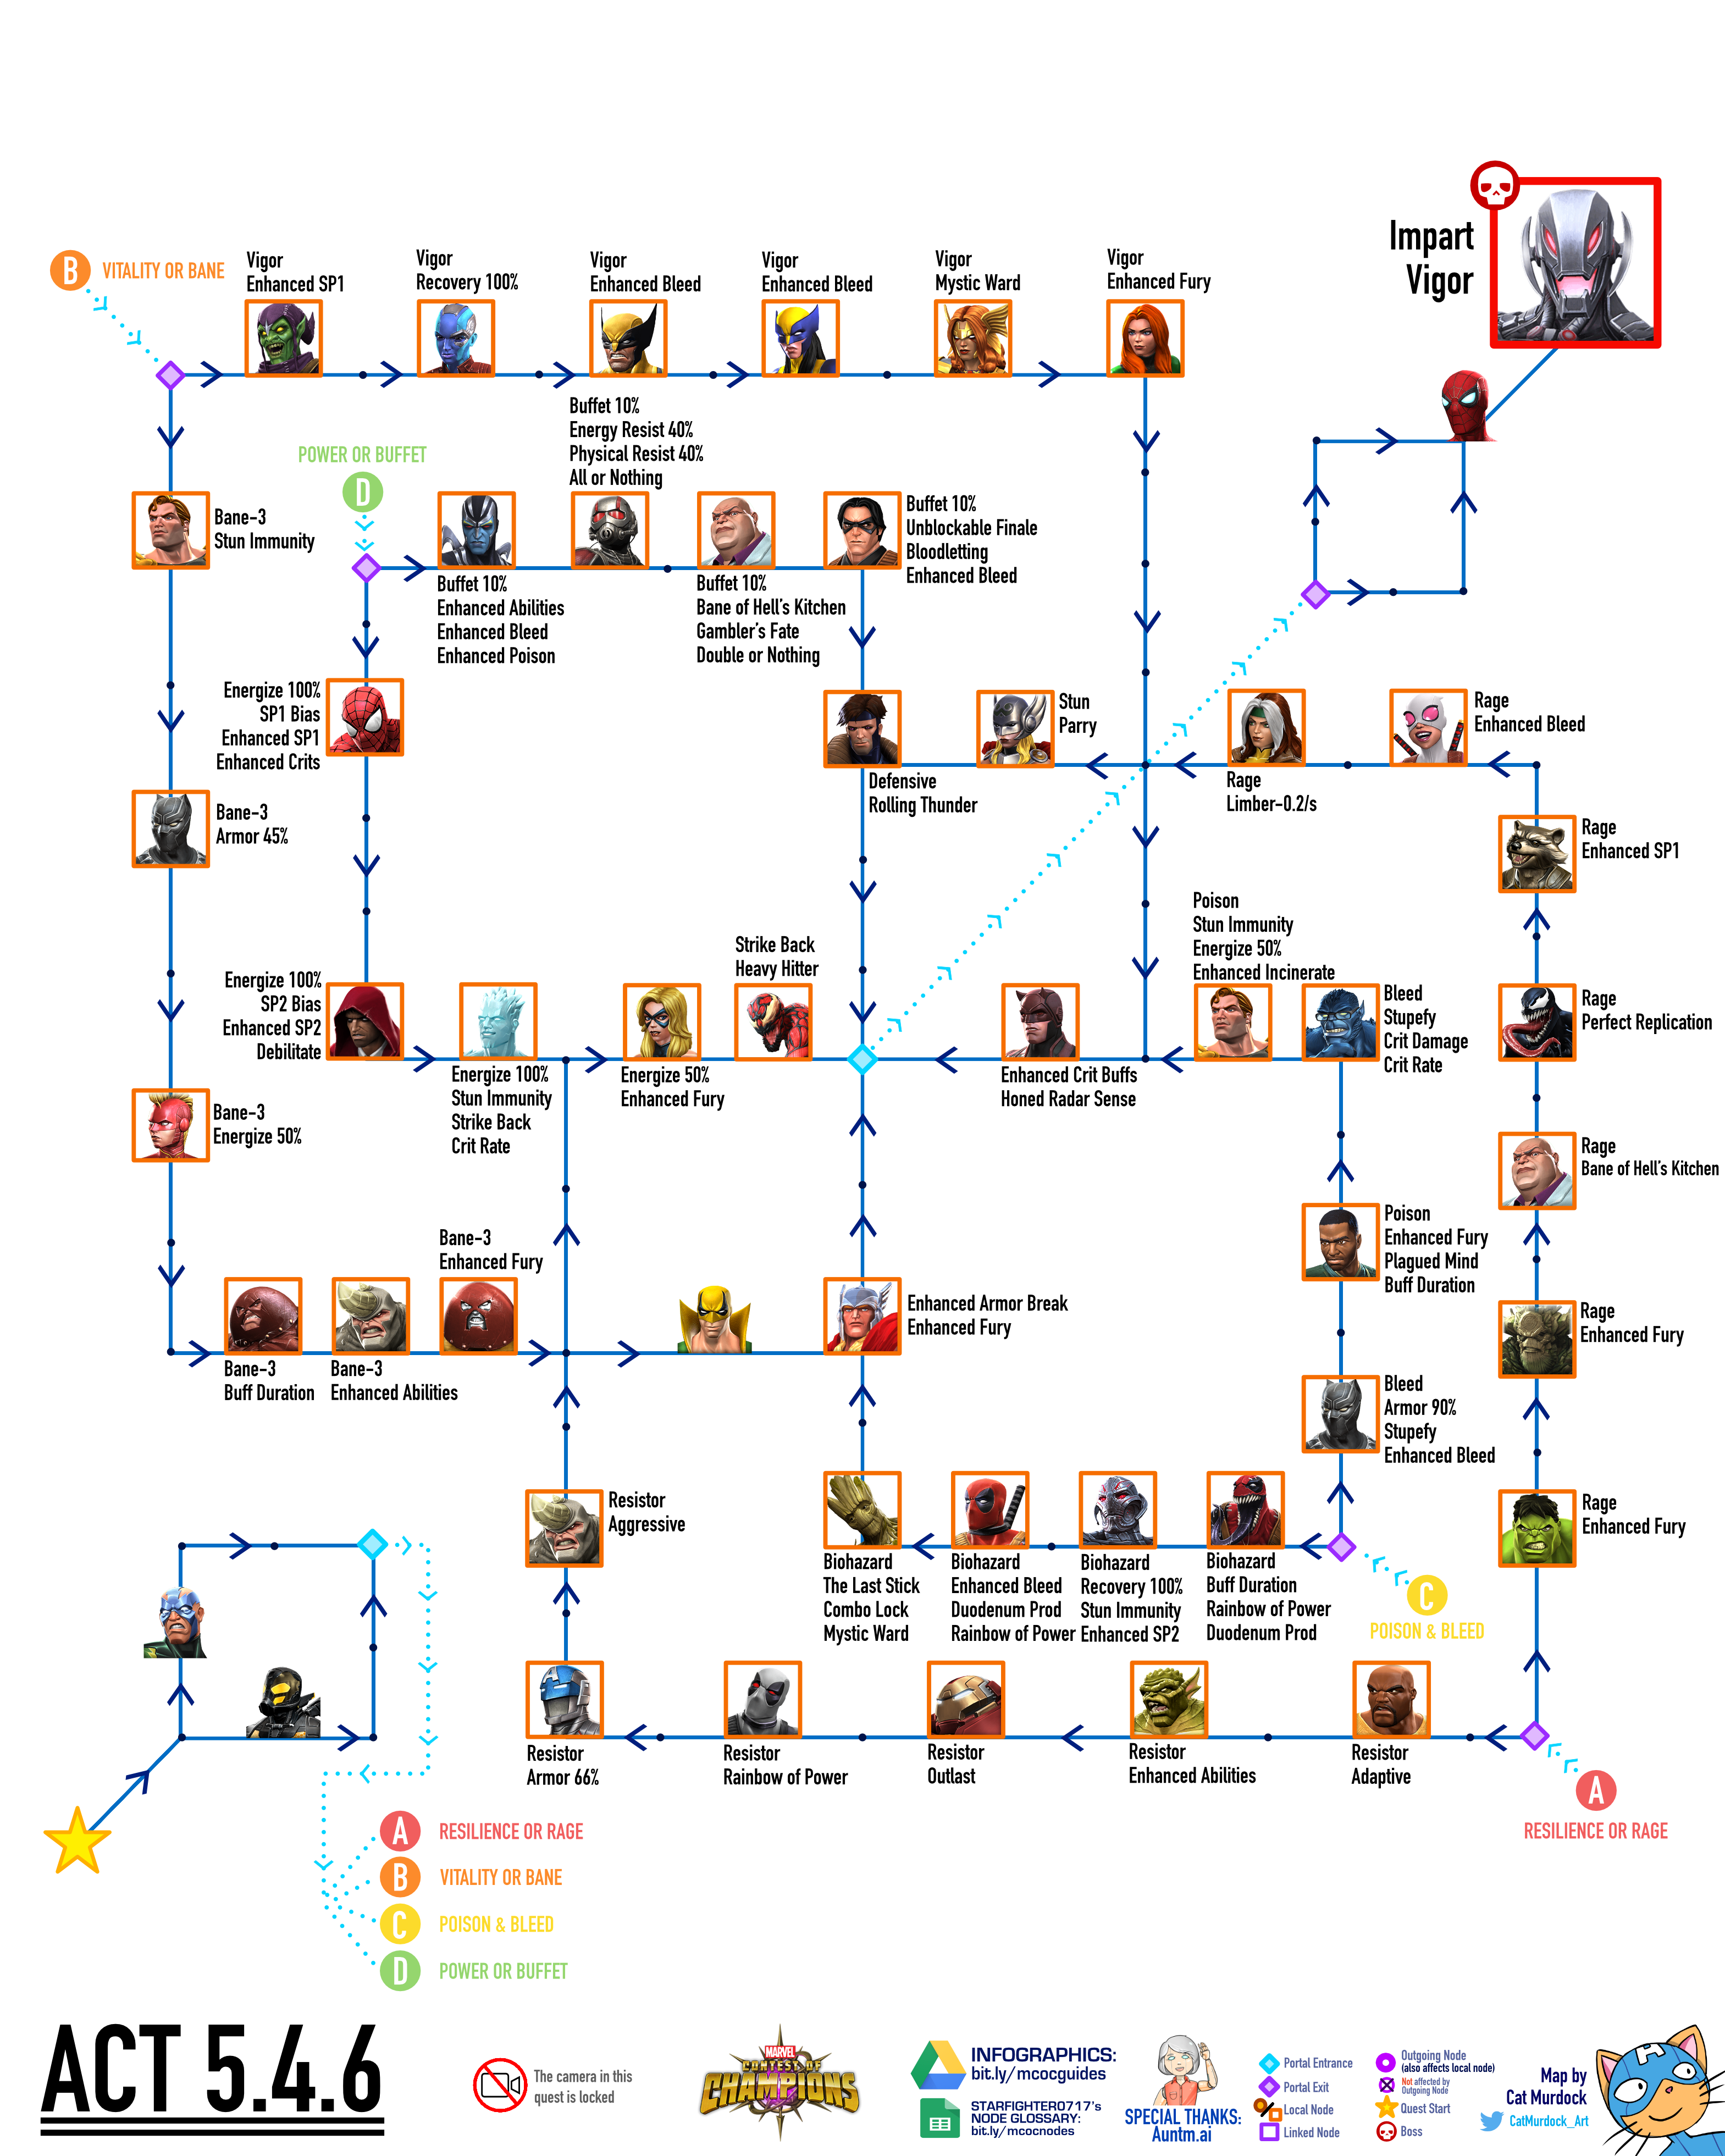 Impart
Vigor
B
VITALITY OR BANE
Vigor
Enhanced SP1
Vigor
Recovery 100%
Vigor
Enhanced Bleed
Vigor
Enhanced Bleed
Vigor
Mystic Ward
Vigor
Enhanced Fury
Buffet 10%
Energy Resist 40%
Physical Resist 40%
All or Nothing
POWER OR BUFFET
D
Bane-3
Stun Immunity
Buffet 10%
Enhanced Abilities
Enhanced Bleed
Enhanced Poison
Buffet 10%
Bane of Hell's Kitchen
Gambler's Fate
Double or Nothing
Buffet 10%
Unblockable Finale
Bloodletting
Enhanced Bleed
Energize 100%
SP1 Bias
Enhanced SP1
Enhanced Crits
Defensive
Rolling Thunder
Stun
Parry
Rage
Limber-0.2/s
Rage
Enhanced Bleed
Bane-3
Armor 45%
Rage
Enhanced SP1
Energize 100%
SP2 Bias
Enhanced SP2
Debilitate
Strike Back
Heavy Hitter
Poison
Stun Immunity
Energize 50%
Enhanced Incinerate
Bleed
Stupefy
Crit Damage
Crit Rate
Rage
Perfect Replication
Energize 100%
Stun Immunity
Strike Back
Crit Rate
Energize 50%
Enhanced Fury
Enhanced Crit Buffs
Honed Radar Sense
Bane-3
Energize 50%
Rage
Bane of Hell's Kitchen
Bane-3
Enhanced Fury
Poison
Enhanced Fury
Plagued Mind
Buff Duration
Enhanced Armor Break
Enhanced Fury
Rage
Enhanced Fury
Bane-3
Buff Duration
Bane-3
Enhanced Abilities
Bleed
Armor 90%
Stupefy
Enhanced Bleed
Resistor
Aggressive
Rage
Enhanced Fury
Biohazard
The Last Stick
Combo Lock
Mystic Ward
Biohazard
Enhanced Bleed
Duodenum Prod
Rainbow of Power
Biohazard
Recovery 100%
Stun Immunity
Enhanced SP2
Biohazard
Buff Duration
Rainbow of Power
Duodenum Prod
C
POISON & BLEED
Resistor
Armor 66%
Resistor
Rainbow of Power
Resistor
Outlast
Resistor
Enhanced Abilities
Resistor
Adaptive
A
RESILIENCE OR RAGE
A RESILIENCE OR RAGE
B VITALITY OR BANE
C POISON & BLEED
D POWER OR BUFFET
ACT 5.4.6
The camera in this
quest is locked
MARVEL
CONTEST OF
CHAMPIONS
INFOGRAPHICS:
bit.ly/mcocguides
STARFIGHTER0717's
NODE GLOSSARY:
bit.ly/mcocnodes
SPECIAL THANKS:
Auntm.ai
Portal Entrance
Portal Exit
Local Node
Linked Node
Outgoing Node
(also affects local node)
Not affected by
Outgoing Node
Quest Start
Boss
Map by
Cat Murdock
CatMurdock_Art
A